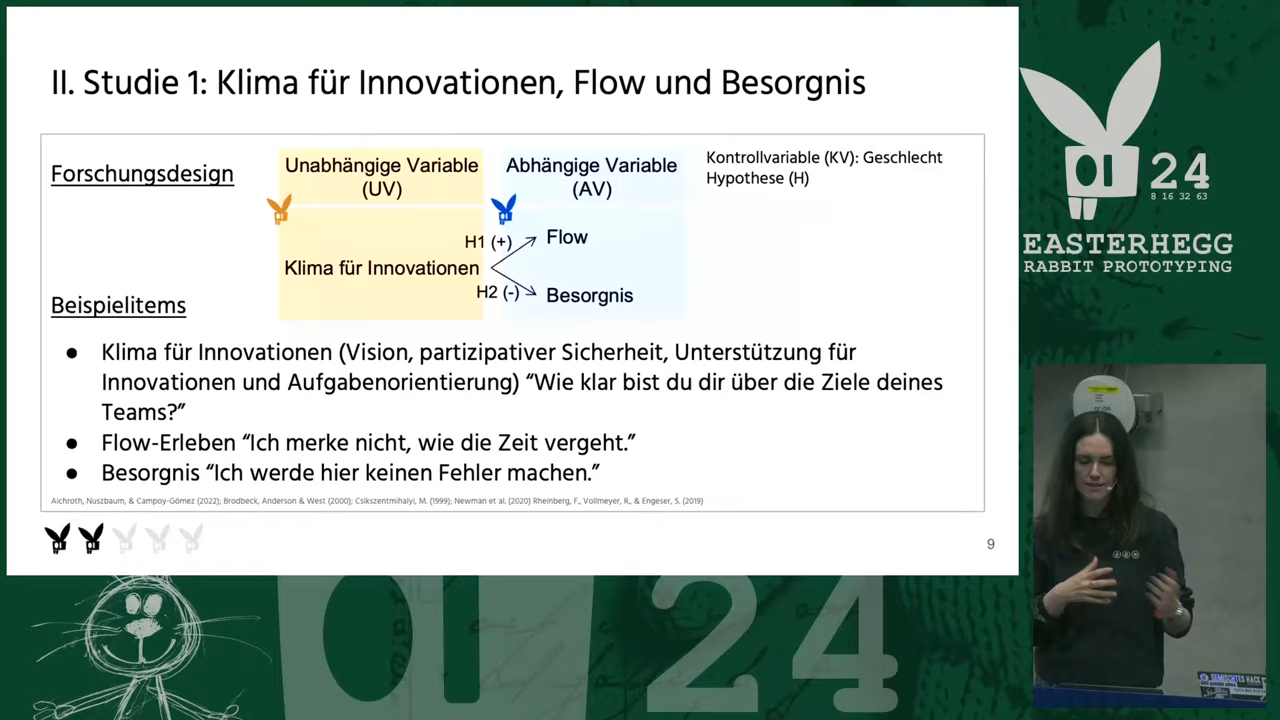 II. Studie 1: Klima für Innovationen, Flow und Besorgnis
Forschungsdesign
Unabhängige Variable
(UV)
Abhängige Variable
(AV)
Kontrollvariable (KV): Geschlecht
Hypothese (H)
H1 (+)
Flow
Klima für Innovationen
H2 (-)
Besorgnis
Beispielitems
● Klima für Innovationen (Vision, partizipativer Sicherheit, Unterstützung für
Innovationen und Aufgabenorientierung) “Wie klar bist du dir über die Ziele deines
Teams?”
● Flow-Erleben “Ich merke nicht, wie die Zeit vergeht.”
● Besorgnis “Ich werde hier keinen Fehler machen.”
Aichroth, Nuszbaum, & Campoy-Gómez (2022); Brodbeck, Anderson & West (2000); Csikszentmihalyi, M. (1999); Newman et al. (2020) Rheinberg, F., Vollmeyer, R., & Engeser, S. (2019)
9
24
8 16 32 63
EASTERHEGG
RABBIT PROTOTYPING
24
GEMISCHTES HACK